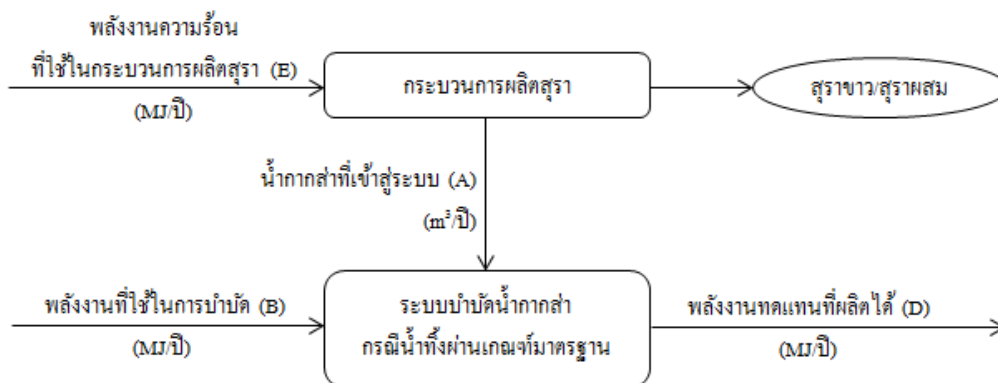 พลังงานความร้อน
ที่ใช้ในกระบวนการผลิตสุรา (E)
(MJ/ปี)
กระบวนการผลิตสุรา
สุราขาว/สุราผสม
น้ำกากส่าที่เข้าสู่ระบบ (A)
(m³/ปี)
พลังงานที่ใช้ในการบำบัด (B)
(MJ/ปี)
ระบบบำบัดน้ำกากส่า
กรณีน้ำทิ้งผ่านเกณฑ์มาตรฐาน
พลังงานทดแทนที่ผลิตได้ (D)
(MJ/ปี)